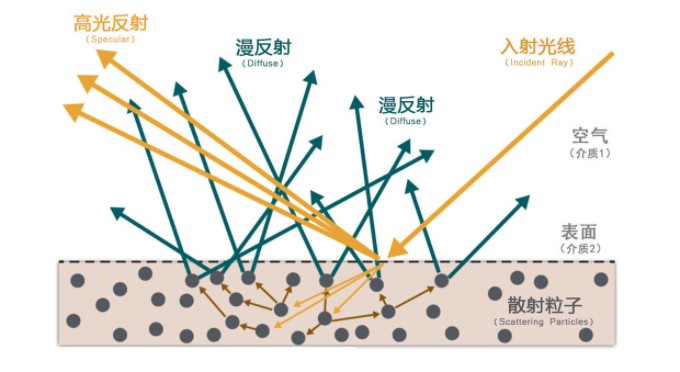 高光反射
(Specular)
漫反射
(Diffuse)
入射光线
(Incident Ray)
漫反射
(Diffuse)
空气
(介质1)
表面
(介质2)
散射粒子
(Scattering Particles)